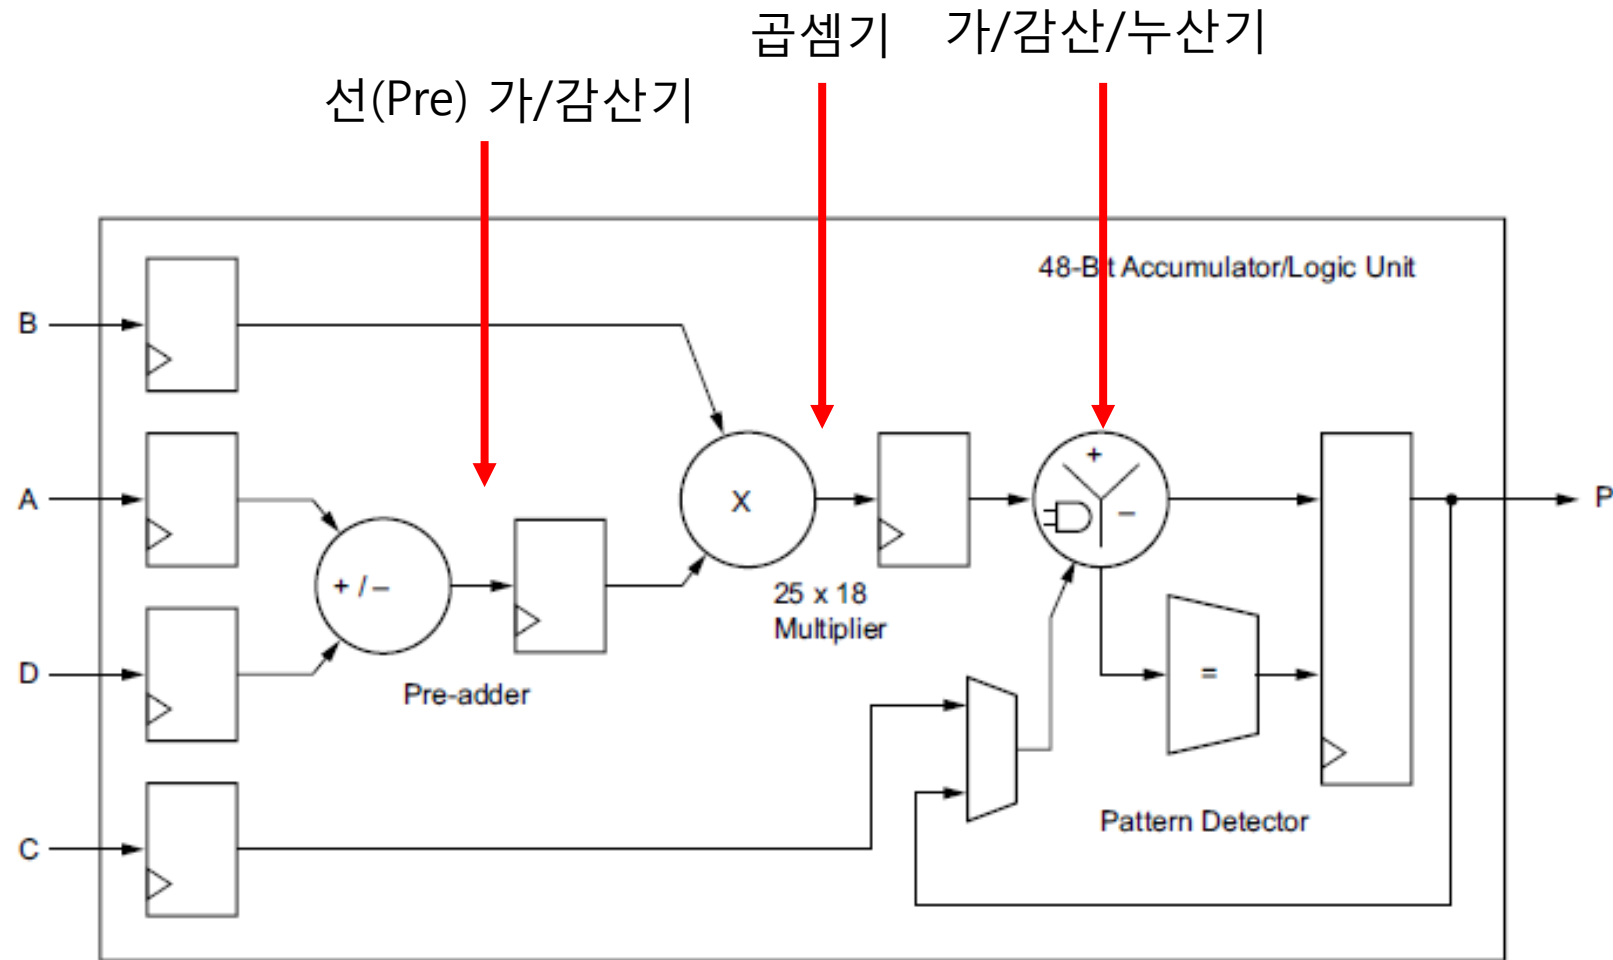 곱셈기
가/감산/누산기
선(Pre) 가/감산기
48-Bit Accumulator/Logic Unit
B
A
+
X
–
P
+ / –
25 x 18
Multiplier
D
=
Pre-adder
Pattern Detector
C